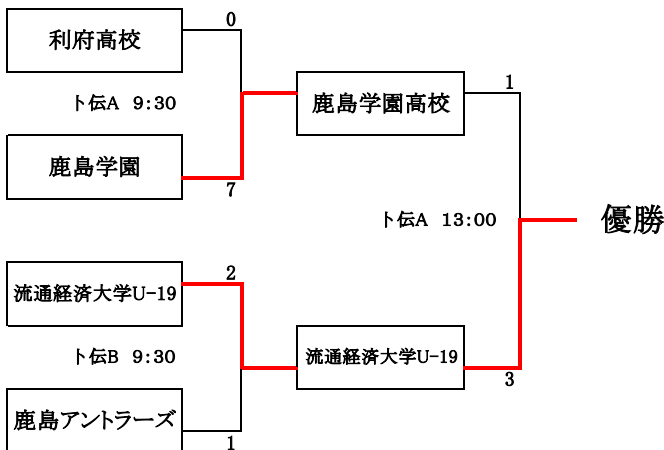 利府高校
0
ト伝A 9:30
鹿島学園
7
鹿島学園高校
1
ト伝A 13:00
優勝
流通経済大学U-19
2
ト伝B 9:30
鹿島アントラーズ
1
流通経済大学U-19
3